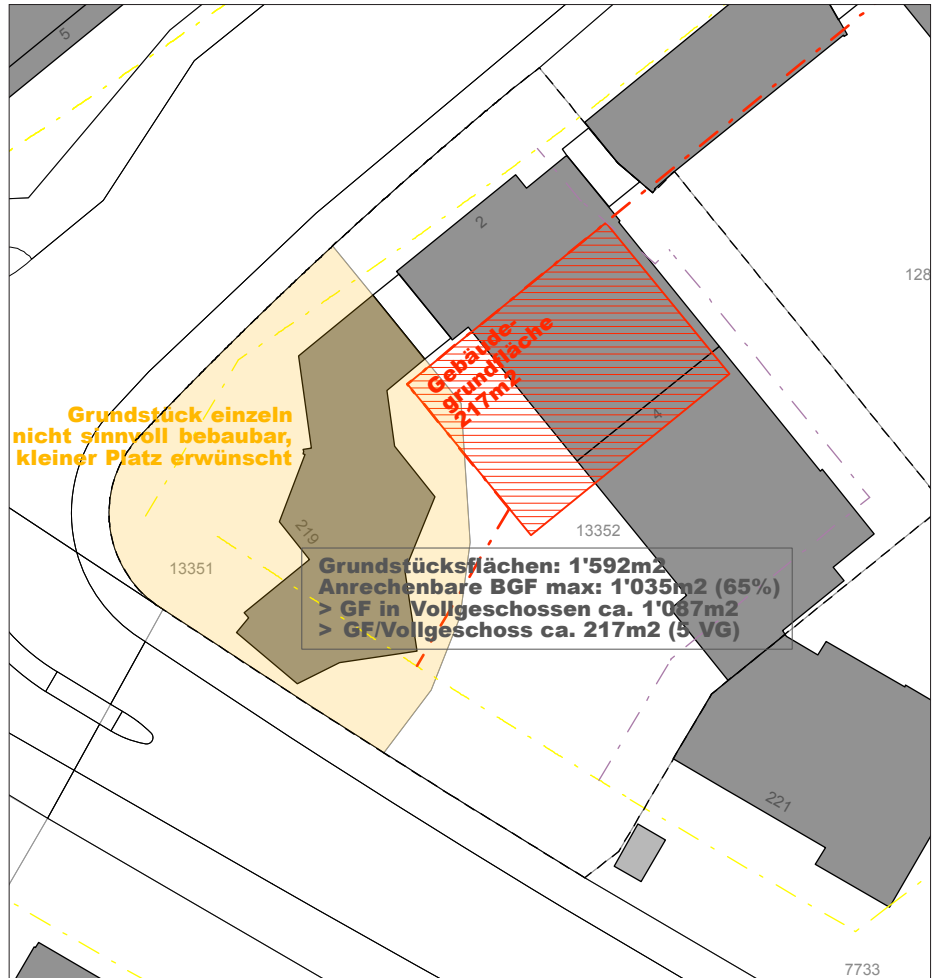 5
2
128
Gebäude-
grundfläche
217m2
4
Grundstück einzeln
nicht sinnvoll bebaubar,
kleiner Platz erwünscht
219
13352
13351
Grundstücksflächen: 1'592m2
Anrechenbare BGF max: 1'035m2 (65%)
> GF in Vollgeschossen ca. 1'087m2
> GF/Vollgeschoss ca. 217m2 (5 VG)
221
7733